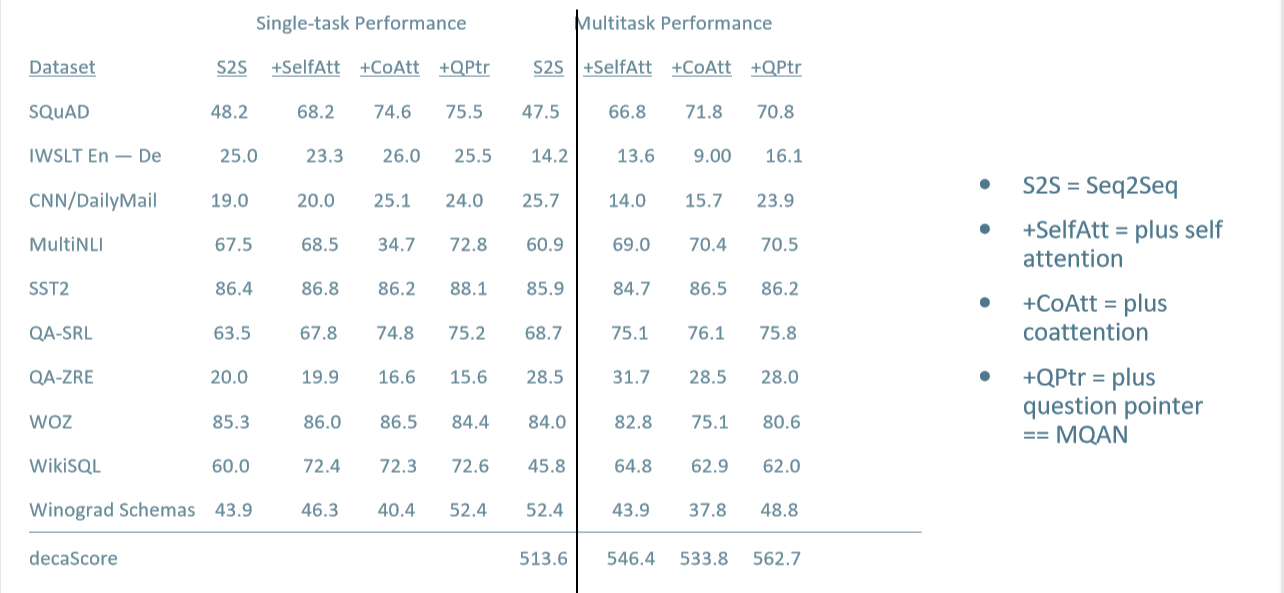 Single-task Performance Multitask Performance
Dataset S2S +SelfAtt +CoAtt +QPtr S2S +SelfAtt +CoAtt +QPtr
SQuAD 48.2 68.2 74.6 75.5 47.5 66.8 71.8 70.8
IWSLT En — De 25.0 23.3 26.0 25.5 14.2 13.6 9.00 16.1
CNN/DailyMail 19.0 20.0 25.1 24.0 25.7 14.0 15.7 23.9
MultiNLI 67.5 68.5 34.7 72.8 60.9 69.0 70.4 70.5
SST2 86.4 86.8 86.2 88.1 85.9 84.7 86.5 86.2
QA-SRL 63.5 67.8 74.8 75.2 68.7 75.1 76.1 75.8
QA-ZRE 20.0 19.9 16.6 15.6 28.5 31.7 28.5 28.0
WOZ 85.3 86.0 86.5 84.4 84.0 82.8 75.1 80.6
WikiSQL 60.0 72.4 72.3 72.6 45.8 64.8 62.9 62.0
Winograd Schemas 43.9 46.3 40.4 52.4 52.4 43.9 37.8 48.8
decaScore 513.6 546.4 533.8 562.7
• S2S = Seq2Seq
• +SelfAtt = plus self
attention
• +CoAtt = plus
coattention
• +QPtr = plus
question pointer
== MQAN